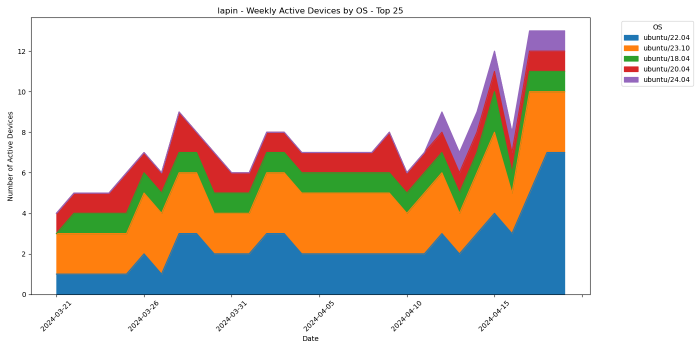 lapin - Weekly Active Devices by OS - Top 25
OS
ubuntu/22.04
ubuntu/23.10
ubuntu/18.04
ubuntu/20.04
ubuntu/24.04
Number of Active Devices
12
10
8
6
4
2
0
2024-03-21
2024-03-26
2024-03-31
2024-04-05
2024-04-10
2024-04-15
Date